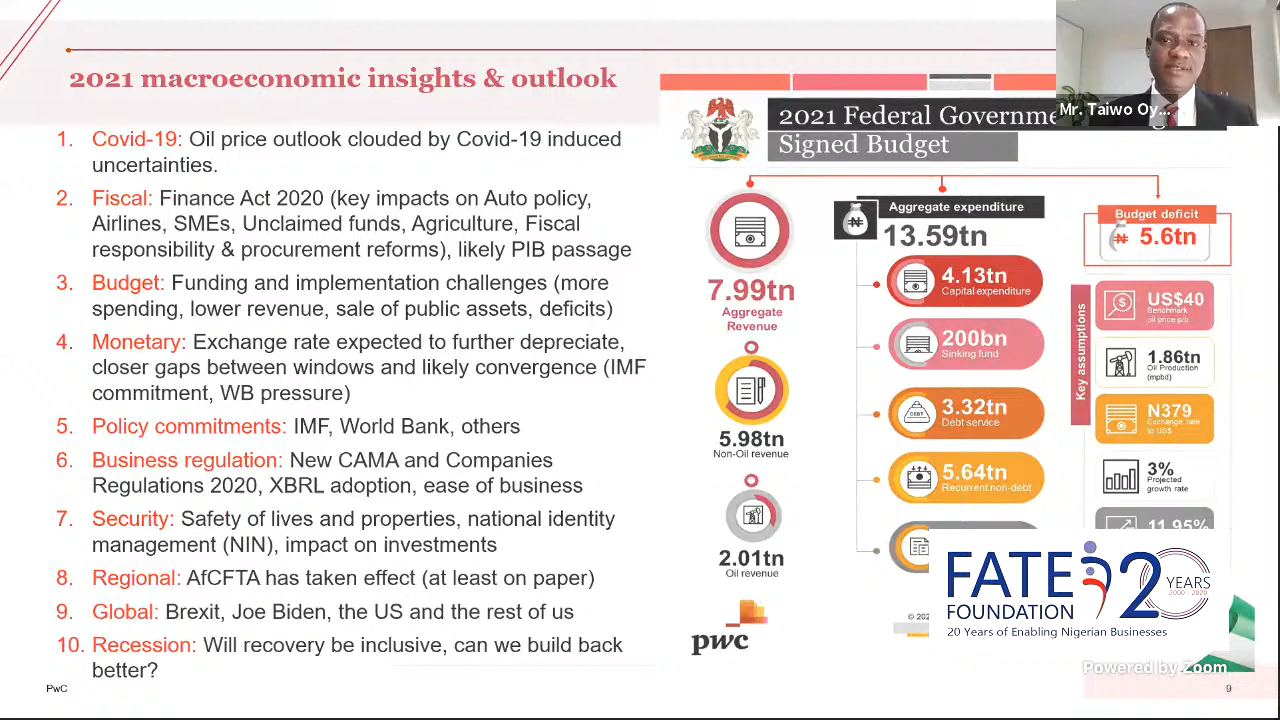 2021 macroeconomic insights & outlook
1. Covid-19: Oil price outlook clouded by Covid-19 induced
uncertainties.
2. Fiscal: Finance Act 2020 (key impacts on Auto policy,
Airlines, SMEs, Unclaimed funds, Agriculture, Fiscal
responsibility & procurement reforms), likely PIB passage
3. Budget: Funding and implementation challenges (more
spending, lower revenue, sale of public assets, deficits)
4. Monetary: Exchange rate expected to further depreciate,
closer gaps between windows and likely convergence (IMF
commitment, WB pressure)
5. Policy commitments: IMF, World Bank, others
6. Business regulation: New CAMA and Companies
Regulations 2020, XBRL adoption, ease of business
7. Security: Safety of lives and properties, national identity
management (NIN), impact on investments
8. Regional: AfCFTA has taken effect (at least on paper)
9. Global: Brexit, Joe Biden, the US and the rest of us
10. Recession: Will recovery be inclusive, can we build back
better?
PwC
Mr. Taiwo Oy...
2021 Federal Governme
Signed Budget
7.99tn
Aggregate
Revenue
5.98tn
Non-Oil revenue
2.01tn
Oil revenue
pwc
Aggregate expenditure
₦
13.59tn
4.13tn
Capital expenditure
200bn
Sinking fund
DEBT
3.32tn
Debt service
5.64tn
Recurrent non-debt
© 202
Budget deficit
₦ 5.6tn
Key assumptions
US$40
Benchmark
oil price p/b
1.86tn
Oil Production
(mpbd)
N379
Exchange rate
to US$
3%
Projected
growth rate
11.95%
FATE
FOUNDATION
20 YEARS
2000 - 2020
20 Years of Enabling Nigerian Businesses
Powered by Zoom
9